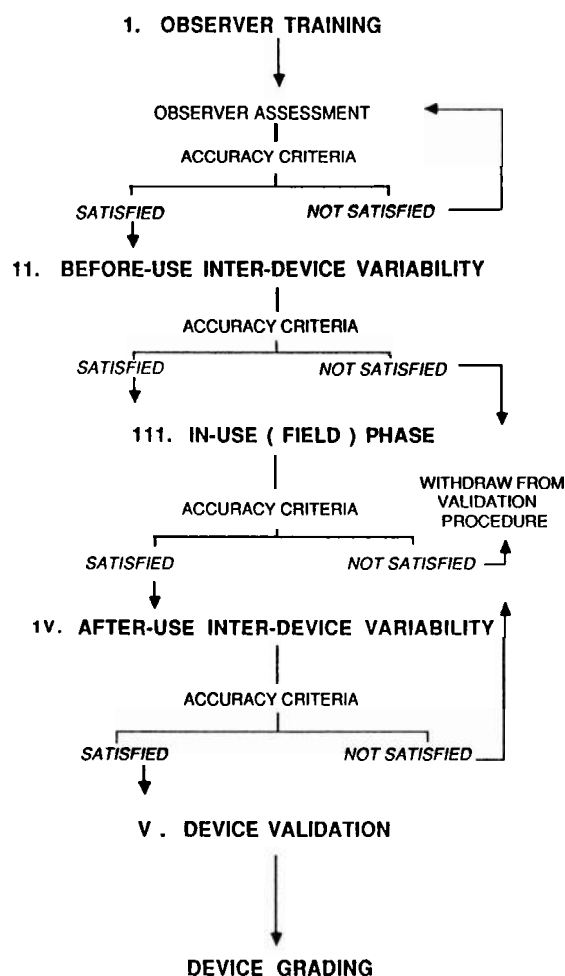 1. OBSERVER TRAINING
OBSERVER ASSESSMENT
ACCURACY CRITERIA
SATISFIED NOT SATISFIED
11. BEFORE-USE INTER-DEVICE VARIABILITY
ACCURACY CRITERIA
SATISFIED NOT SATISFIED
111. IN-USE ( FIELD ) PHASE
WITHDRAW FROM
VALIDATION
PROCEDURE
ACCURACY CRITERIA
SATISFIED NOT SATISFIED
1V. AFTER-USE INTER-DEVICE VARIABILITY
ACCURACY CRITERIA
SATISFIED NOT SATISFIED
V . DEVICE VALIDATION
DEVICE GRADING